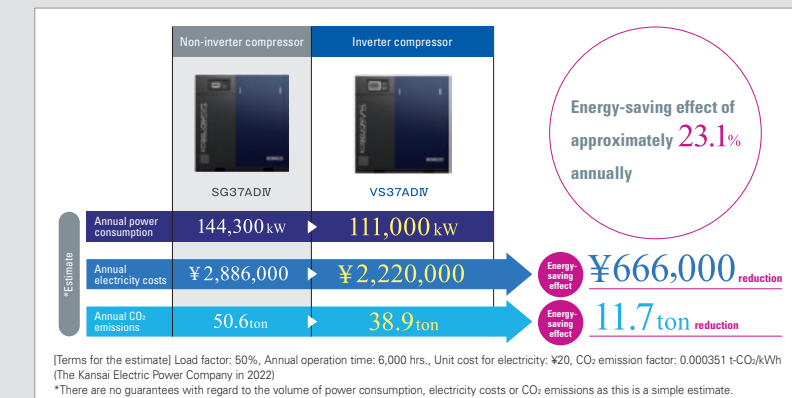 Non-inverter compressor
Inverter compressor
SG37ADⅣ
VS37ADⅣ
Energy-saving effect of
approximately 23.1%
annually
*Estimate
Annual power
consumption
144,300 kW
111,000 kW
Annual
electricity costs
¥2,886,000
¥2,220,000
Energy-
saving
effect
¥666,000 reduction
Annual CO₂
emissions
50.6ton
38.9ton
Energy-
saving
effect
11.7ton reduction
[Terms for the estimate] Load factor: 50%, Annual operation time: 6,000 hrs., Unit cost for electricity: ¥20, CO₂ emission factor: 0.000351 t-CO₂/kWh
(The Kansai Electric Power Company in 2022)
*There are no guarantees with regard to the volume of power consumption, electricity costs or CO₂ emissions as this is a simple estimate.